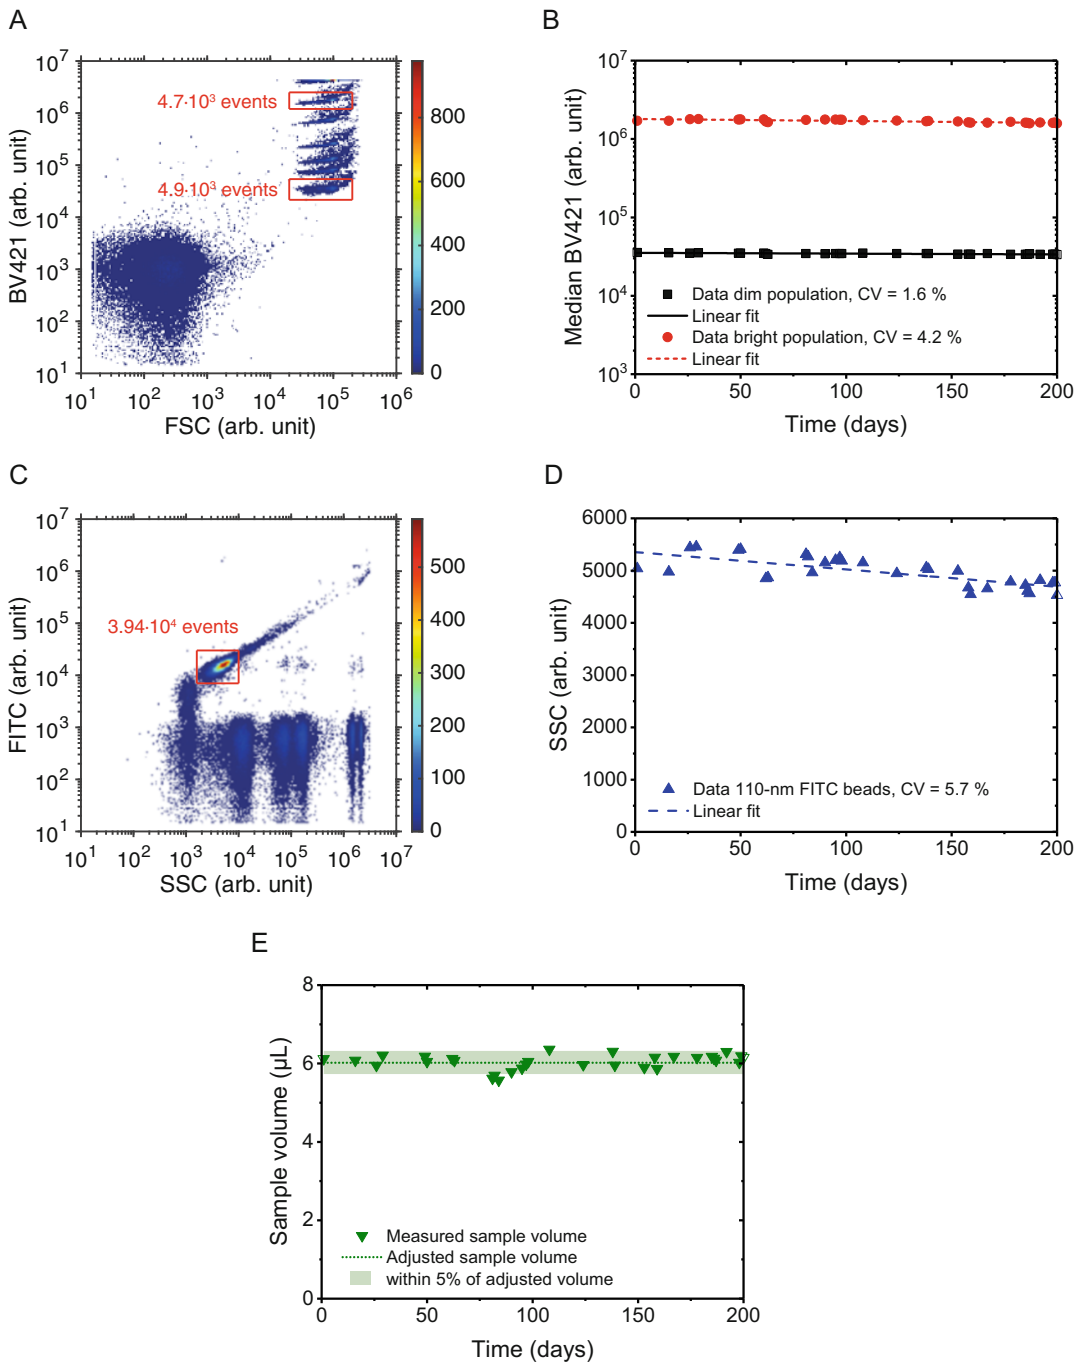 A
BV421 (arb. unit)
10⁷
10⁶
10⁵
10⁴
10³
10²
10¹
4.7·10³ events
4.9·10³ events
10¹ 10² 10³ 10⁴ 10⁵ 10⁶
FSC (arb. unit)
800
600
400
200
0
B
Median BV421 (arb. unit)
10⁷
10⁶
10⁵
10⁴
10³
Data dim population, CV = 1.6 %
Linear fit
Data bright population, CV = 4.2 %
Linear fit
0 50 100 150 200
Time (days)
C
FITC (arb. unit)
10⁷
10⁶
10⁵
10⁴
10³
10²
10¹
3.94·10⁴ events
10¹ 10² 10³ 10⁴ 10⁵ 10⁶ 10⁷
SSC (arb. unit)
500
400
300
200
100
0
D
SSC (arb. unit)
6000
5000
4000
3000
2000
1000
0
Data 110-nm FITC beads, CV = 5.7 %
Linear fit
0 50 100 150 200
Time (days)
E
Sample volume (µL)
8
6
4
2
0
Measured sample volume
Adjusted sample volume
within 5% of adjusted volume
0 50 100 150 200
Time (days)